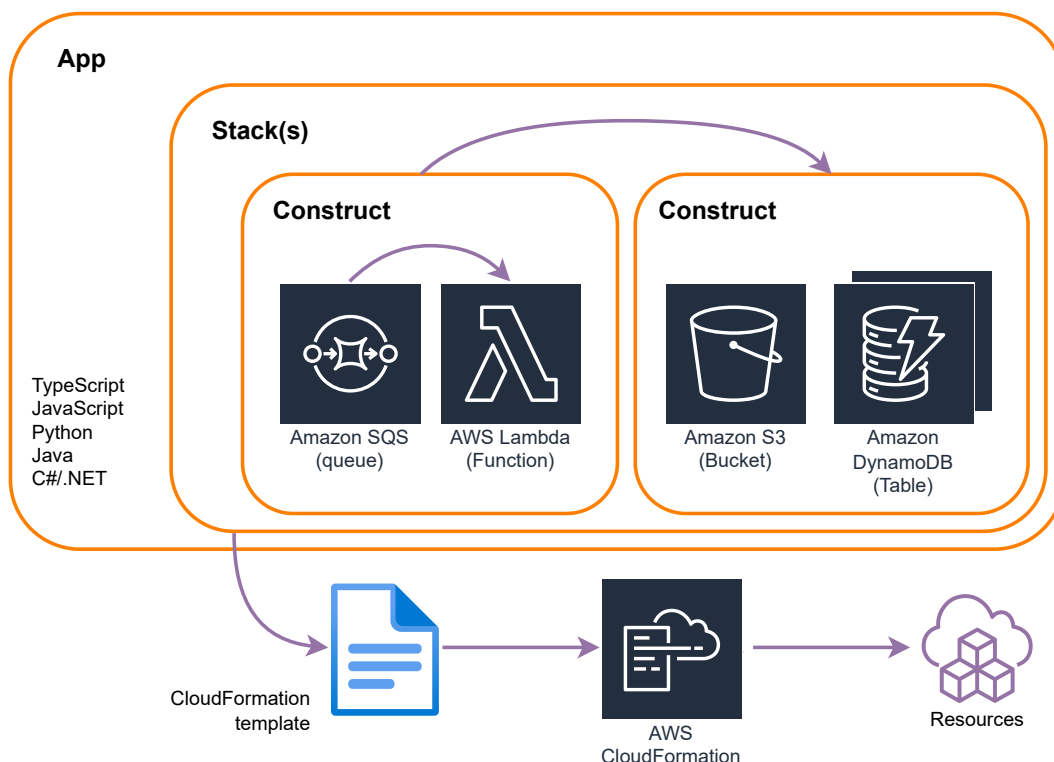 App
Stack(s)
Construct
Construct
Amazon SQS
(queue)
AWS Lambda
(Function)
Amazon S3
(Bucket)
Amazon
DynamoDB
(Table)
TypeScript
JavaScript
Python
Java
C#/.NET
CloudFormation
template
AWS
CloudFormation
Resources